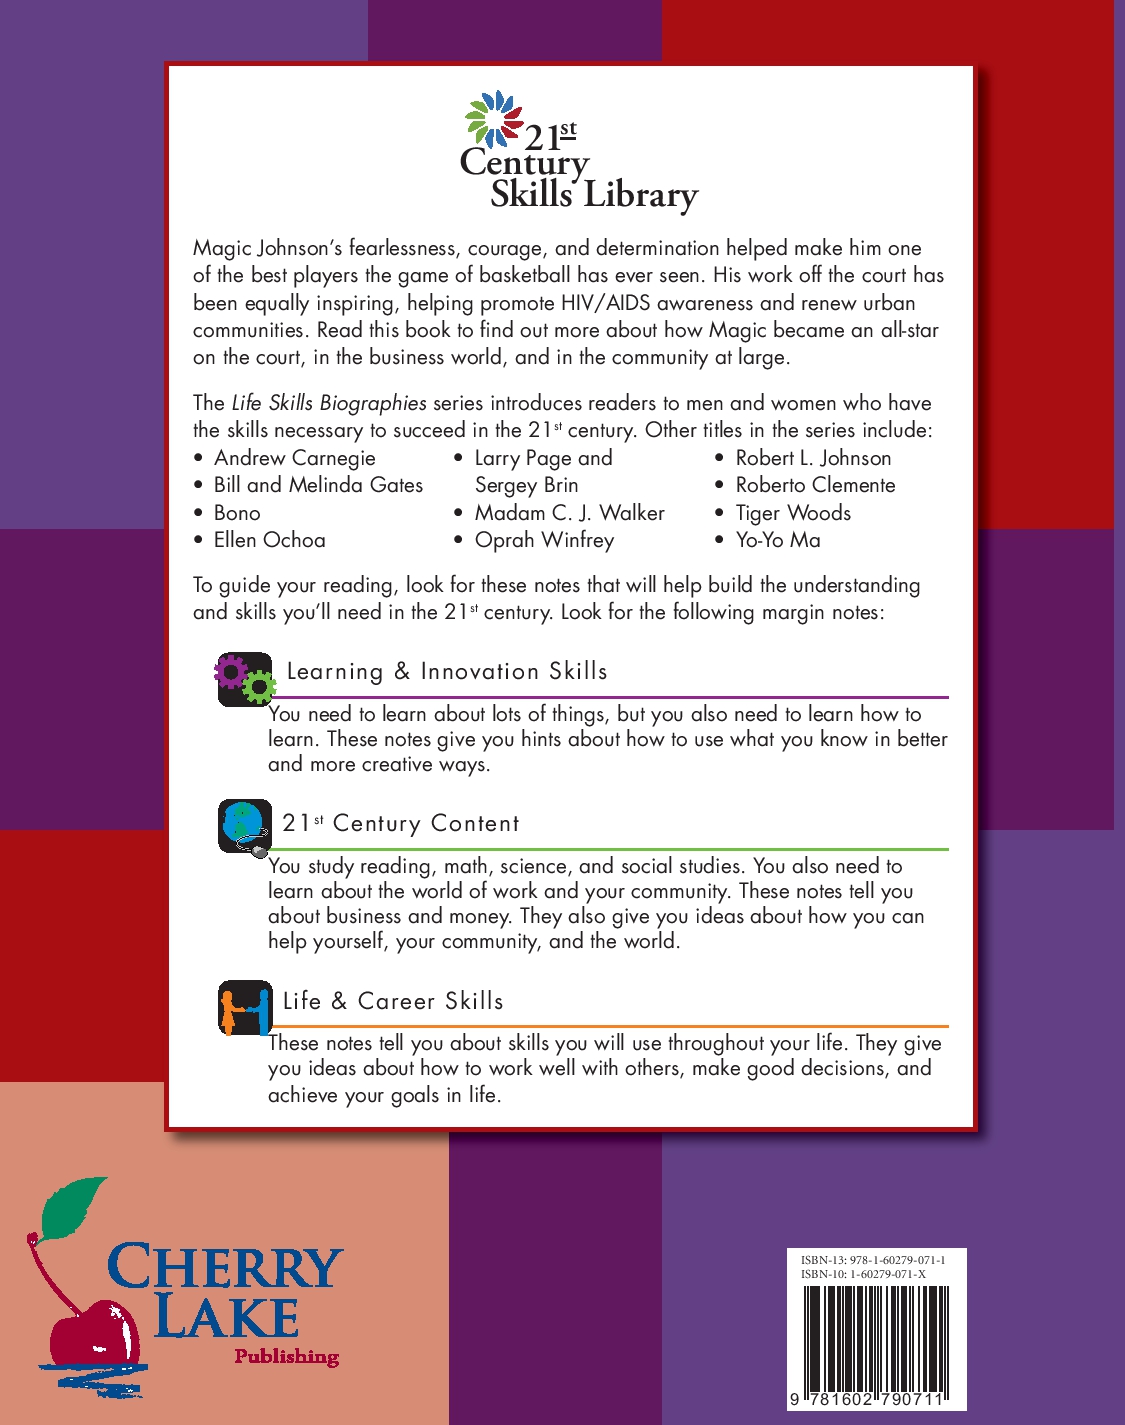 21st
Century
Skills Library
Magic Johnson’s fearlessness, courage, and determination helped make him one
of the best players the game of basketball has ever seen. His work off the court has
been equally inspiring, helping promote HIV/AIDS awareness and renew urban
communities. Read this book to find out more about how Magic became an all-star
on the court, in the business world, and in the community at large.
The Life Skills Biographies series introduces readers to men and women who have
the skills necessary to succeed in the 21st century. Other titles in the series include:
• Andrew Carnegie
• Bill and Melinda Gates
• Bono
• Ellen Ochoa
• Larry Page and
Sergey Brin
• Madam C. J. Walker
• Oprah Winfrey
• Robert L. Johnson
• Roberto Clemente
• Tiger Woods
• Yo-Yo Ma
To guide your reading, look for these notes that will help build the understanding
and skills you’ll need in the 21st century. Look for the following margin notes:
Learning & Innovation Skills
You need to learn about lots of things, but you also need to learn how to
learn. These notes give you hints about how to use what you know in better
and more creative ways.
21st Century Content
You study reading, math, science, and social studies. You also need to
learn about the world of work and your community. These notes tell you
about business and money. They also give you ideas about how you can
help yourself, your community, and the world.
Life & Career Skills
These notes tell you about skills you will use throughout your life. They give
you ideas about how to work well with others, make good decisions, and
achieve your goals in life.
CHERRY
LAKE
Publishing
ISBN-13: 978-1-60279-071-1
ISBN-10: 1-60279-071-X
9 781602 790711